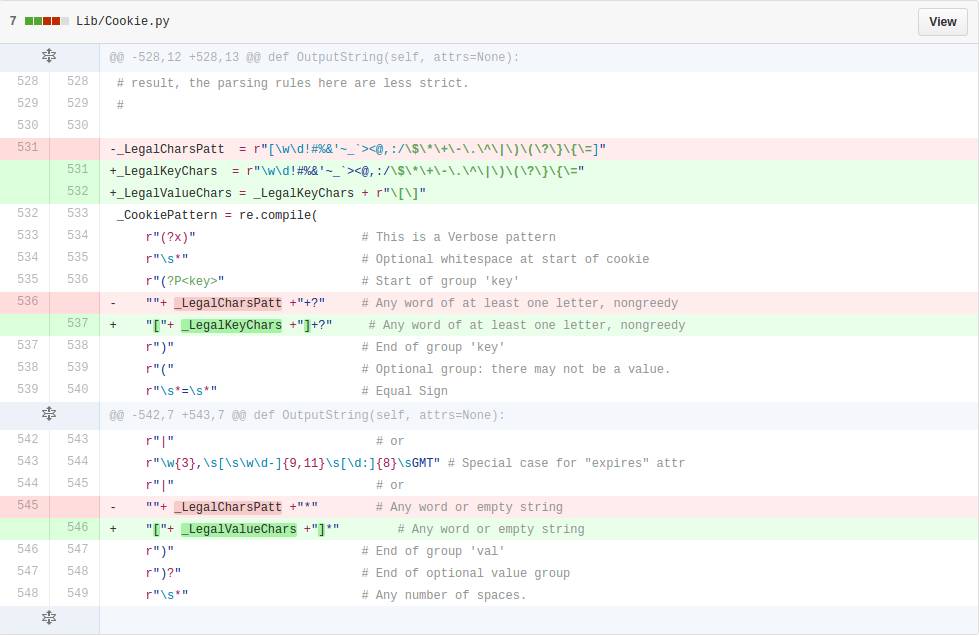 7 Lib/Cookie.py View
@@ -528,12 +528,13 @@ def OutputString(self, attrs=None):
528 528 # result, the parsing rules here are less strict.
529 529 #
530 530
531 -_LegalCharsPatt  = r"[\w\d!#%&'~_`><@,:/\$\*\+\-\.\^\|\)\(\?\}\{\=]"
531 +_LegalKeyChars  = r"\w\d!#%&'~_`><@,:/\$\*\+\-\.\^\|\)\(\?\}\{\="
532 +_LegalValueChars = _LegalKeyChars + r"\[\]"
532 533 _CookiePattern = re.compile(
533 534 r"(?x)" # This is a Verbose pattern
534 535 r"\s*" # Optional whitespace at start of cookie
535 536 r"(?P<key>" # Start of group 'key'
536 - ""+ _LegalCharsPatt +"+?" # Any word of at least one letter, nongreedy
537 + "["+ _LegalKeyChars +"]+?" # Any word of at least one letter, nongreedy
537 538 r")" # End of group 'key'
538 539 r"(" # Optional group: there may not be a value.
539 540 r"\s*=\s*" # Equal Sign
@@ -542,7 +543,7 @@ def OutputString(self, attrs=None):
542 543 r"|" # or
543 544 r"\w{3},\s[\s\w\d-]{9,11}\s[\d:]{8}\sGMT" # Special case for "expires" attr
544 545 r"|" # or
545 - ""+ _LegalCharsPatt +"*" # Any word or empty string
546 + "["+ _LegalValueChars +"]*" # Any word or empty string
546 547 r")" # End of group 'val'
547 548 r")?" # End of optional value group
548 549 r"\s*" # Any number of spaces.